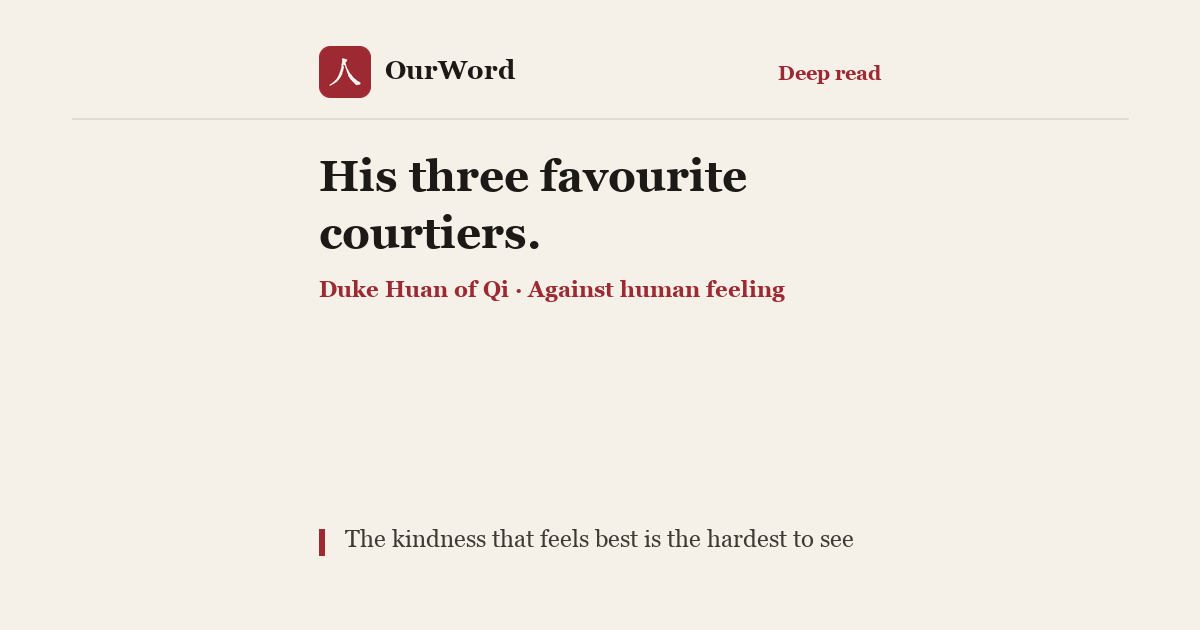 人 OurWord
Deep read
His three favourite
courtiers.
Duke Huan of Qi · Against human feeling
The kindness that feels best is the hardest to see